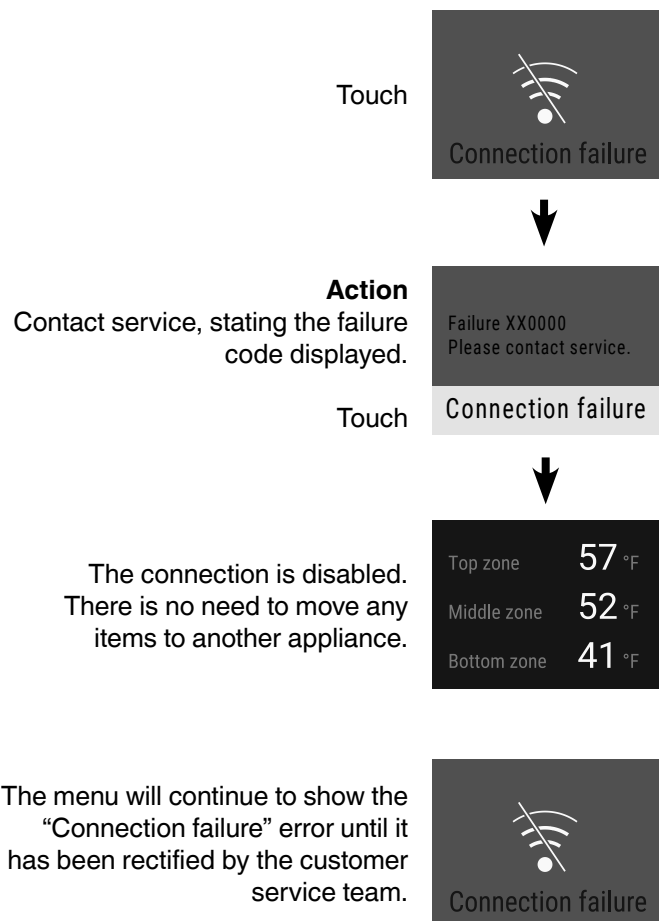 Touch
Connection failure
Action
Contact service, stating the failure
code displayed.
Failure XX0000
Please contact service.
Touch
Connection failure
The connection is disabled.
There is no need to move any
items to another appliance.
Top zone 57 °F
Middle zone 52 °F
Bottom zone 41 °F
The menu will continue to show the
“Connection failure” error until it
has been rectified by the customer
service team.
Connection failure